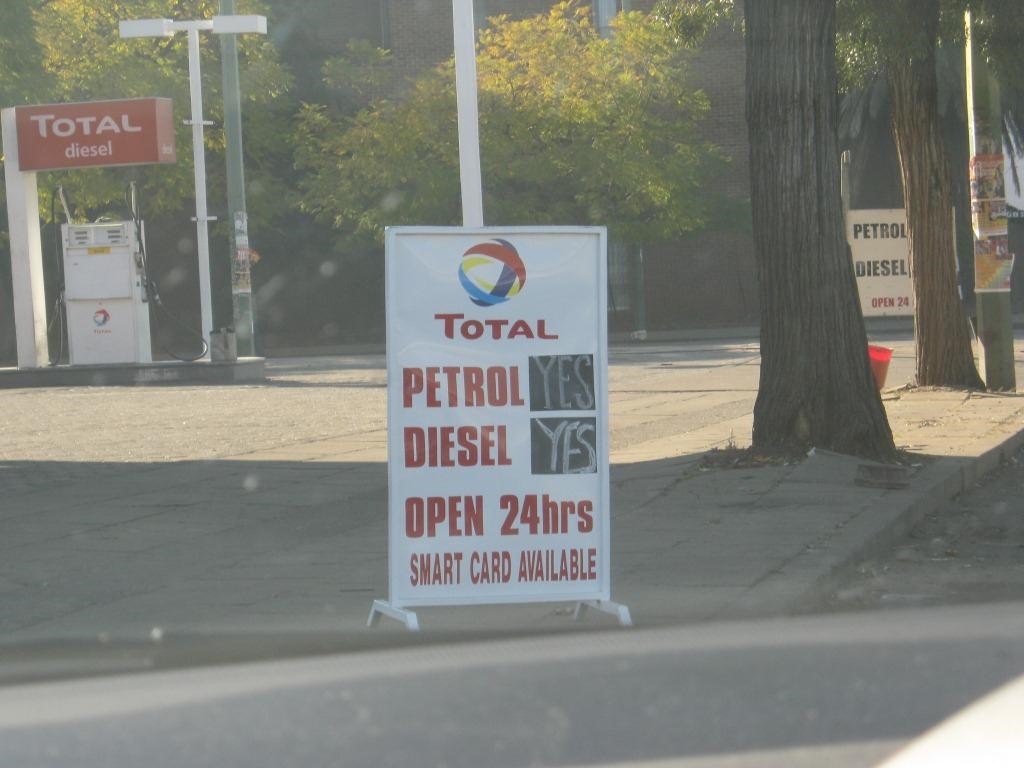 TOTAL
diesel
TOTAL
PETROL YES
DIESEL YES
OPEN 24hrs
SMART CARD AVAILABLE
PETROL
DIESEL
OPEN 24